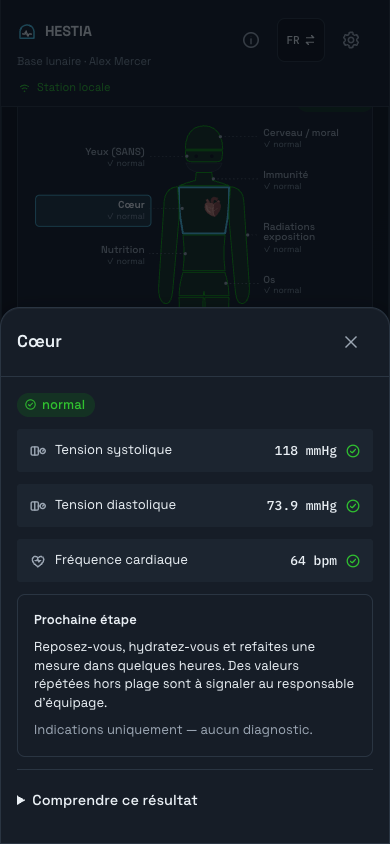 HESTIA
FR
Base lunaire · Alex Mercer
Station locale
Cerveau / moral
√ normal
Yeux (SANS)
√ normal
Immunité
√ normal
Cœur
√ normal
Radiations
exposition
√ normal
Nutrition
√ normal
Os
√ normal
Cœur
normal
Tension systolique
118 mmHg
Tension diastolique
73.9 mmHg
Fréquence cardiaque
64 bpm
Prochaine étape
Reposez-vous, hydratez-vous et refaites une
mesure dans quelques heures. Des valeurs
répétées hors plage sont à signaler au responsable
d'équipage.
Indications uniquement — aucun diagnostic.
Comprendre ce résultat